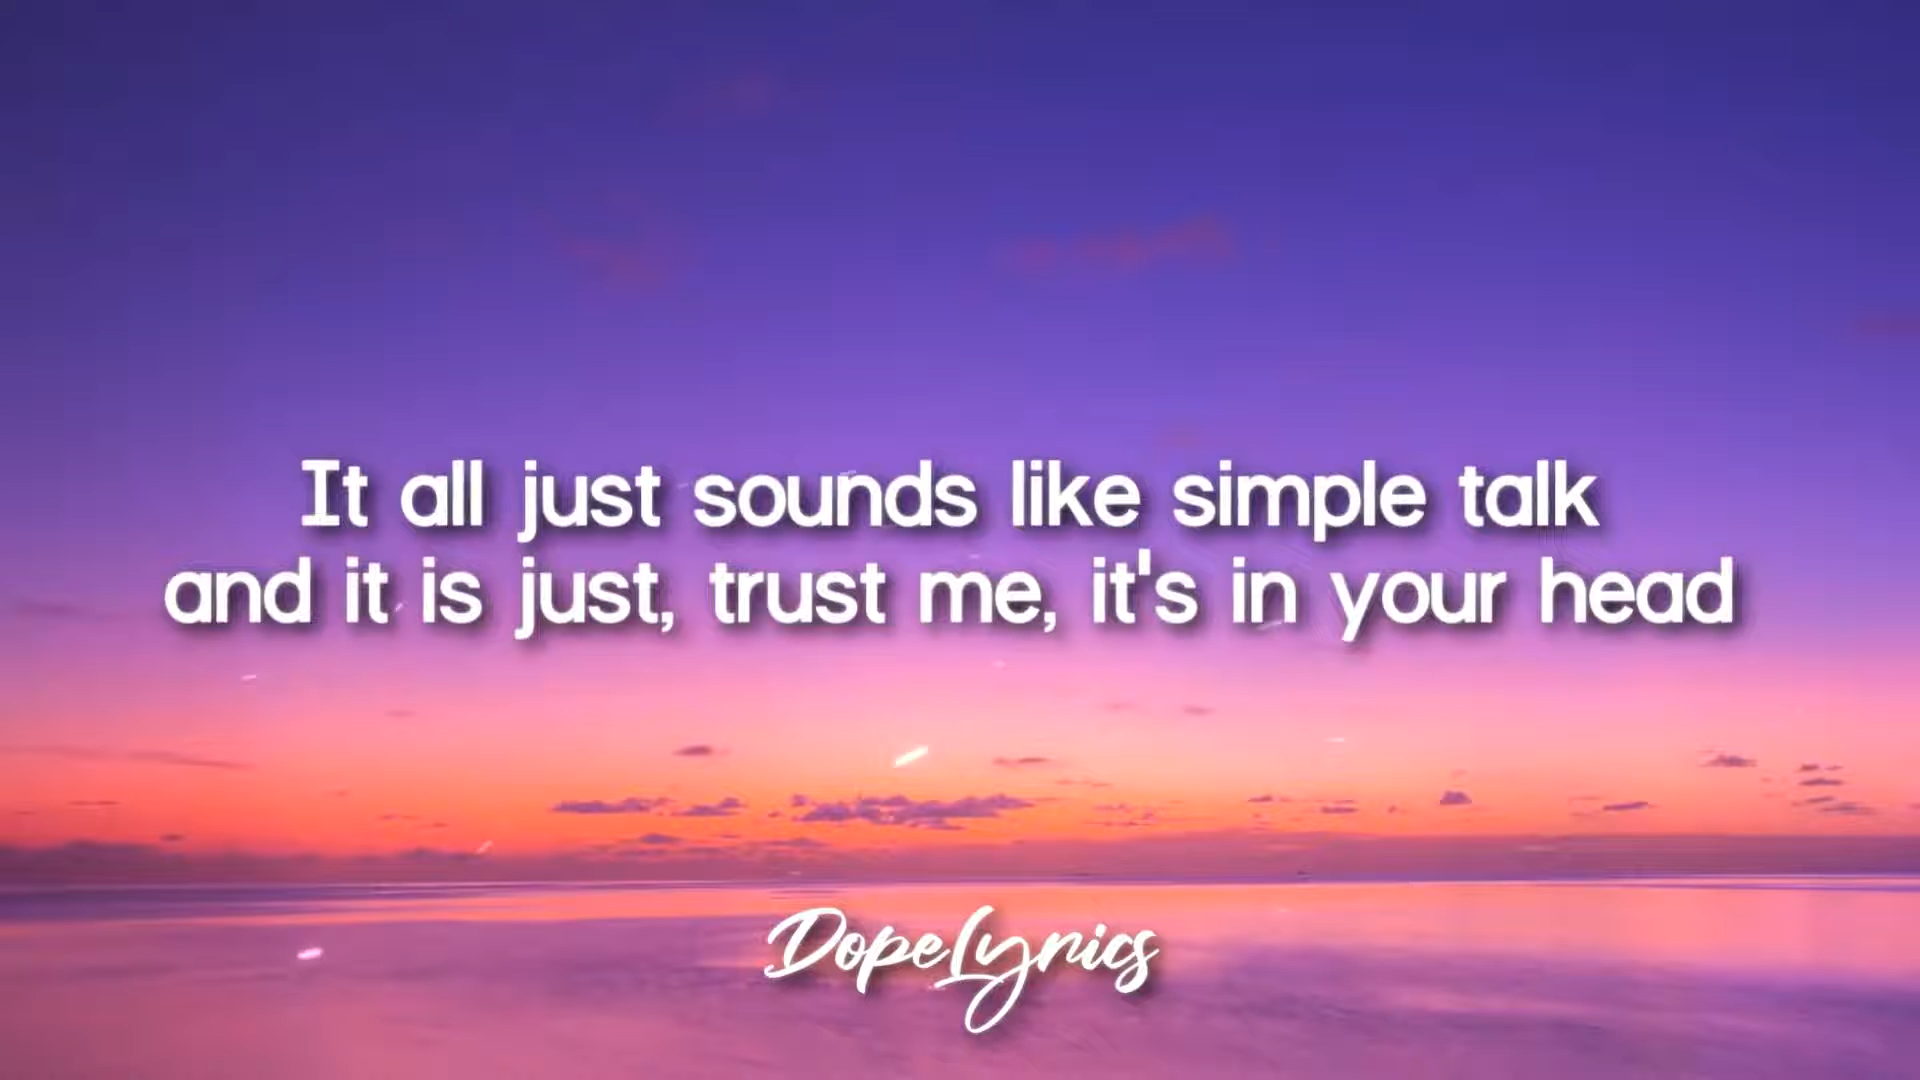 It all just sounds like simple talk
and it is just, trust me, it's in your head
DopeLyrics